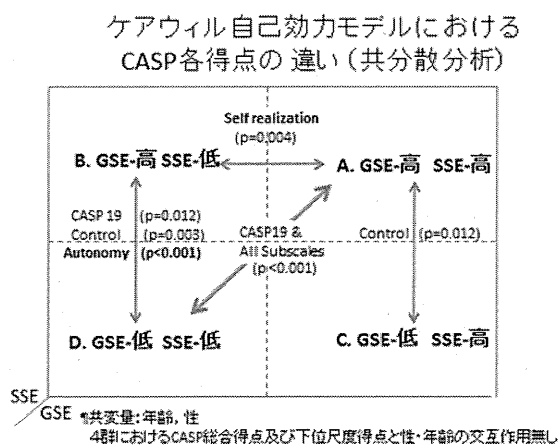 ケアウィル自己効力モデルにおける
CASP各得点の 違い（共分散分析）
Self realization
(p=0.004)
B. GSE-高 SSE-低
A. GSE-高 SSE-高
CASP 19 (p=0.012)
Control (p=0.003)
Autonomy (p<0.001)
CASP19 &
All Subscales
(p<0.001)
Control (p=0.012)
D. GSE-低 SSE-低
C. GSE-低 SSE-高
SSE
GSE
¶共変量: 年齢, 性
4群におけるCASP総合得点及び下位尺度得点と性・年齢の交互作用無し